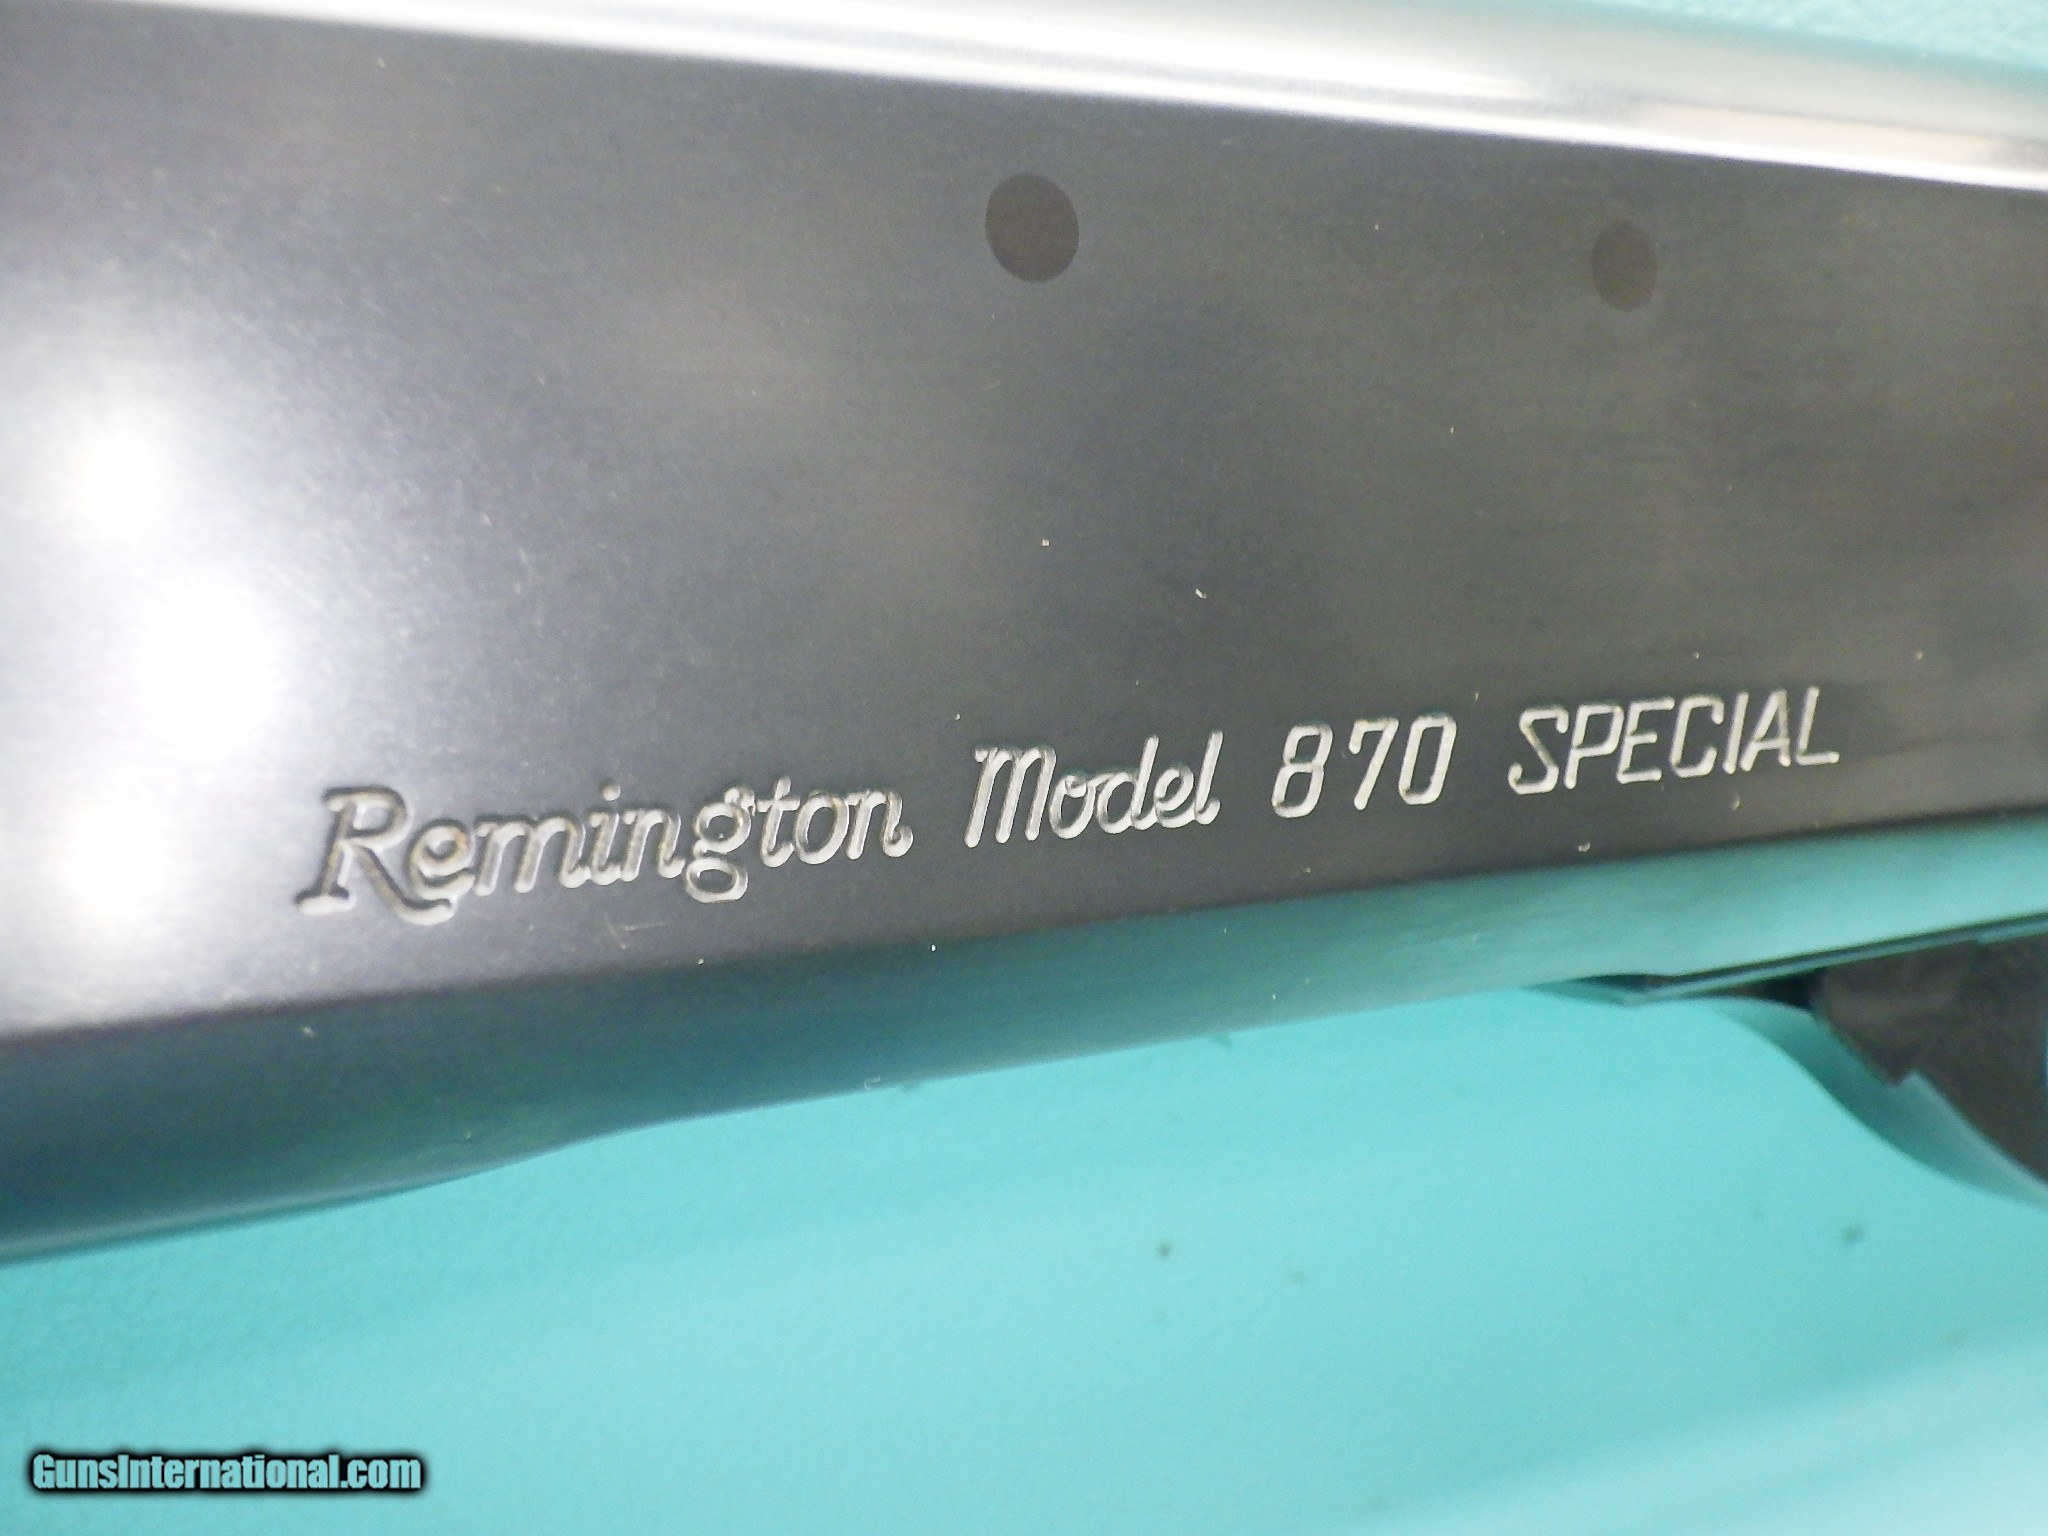 Remington Model 870 SPECIAL
GunsInternational.com